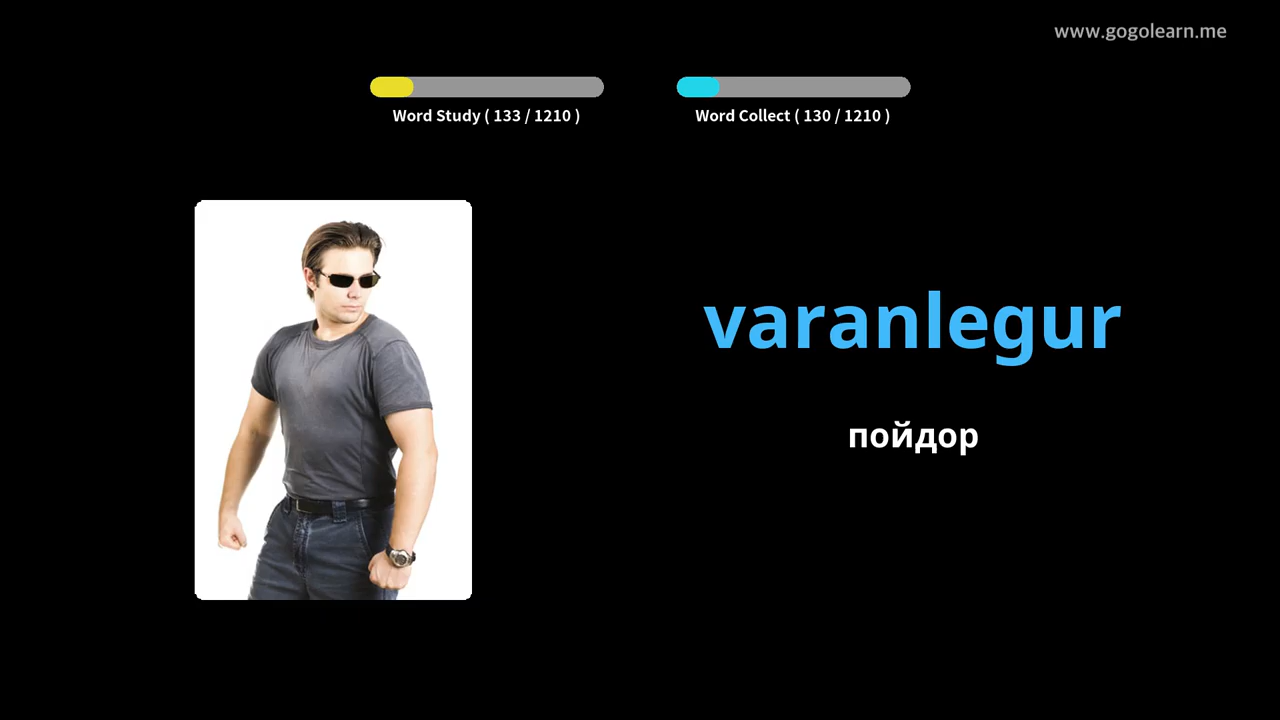 www.gogolearn.me
Word Study ( 133 / 1210 )
Word Collect ( 130 / 1210 )
varanlegur
пойдор